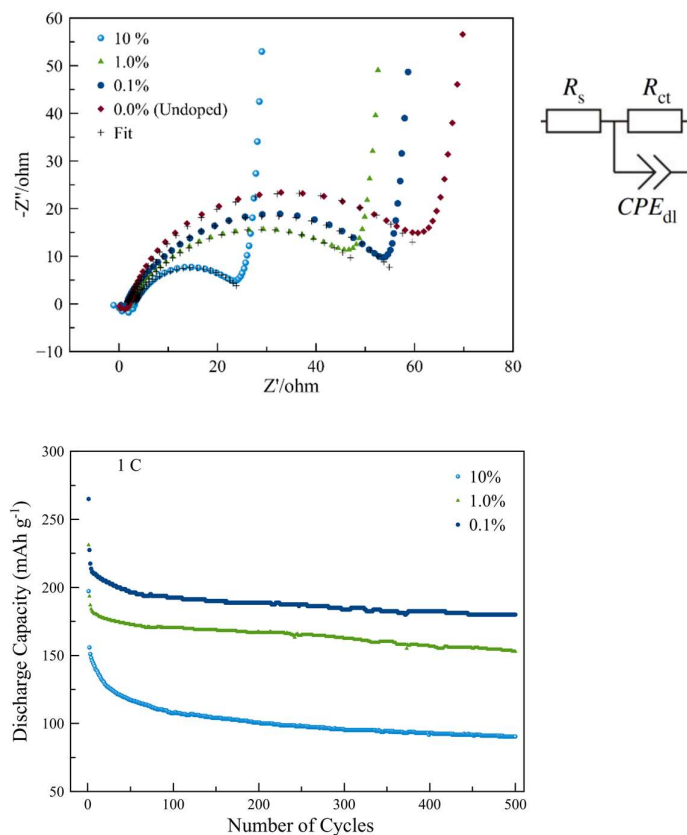 60
50
40
30
20
10
0
−10
-Z''/ohm
10 %
1.0%
0.1%
0.0% (Undoped)
Fit
0 20 40 60 80
Z'/ohm
Rs Rct
CPEdl
300
250
200
150
100
50
Discharge Capacity (mAh g⁻¹)
1 C
10%
1.0%
0.1%
0 100 200 300 400 500
Number of Cycles